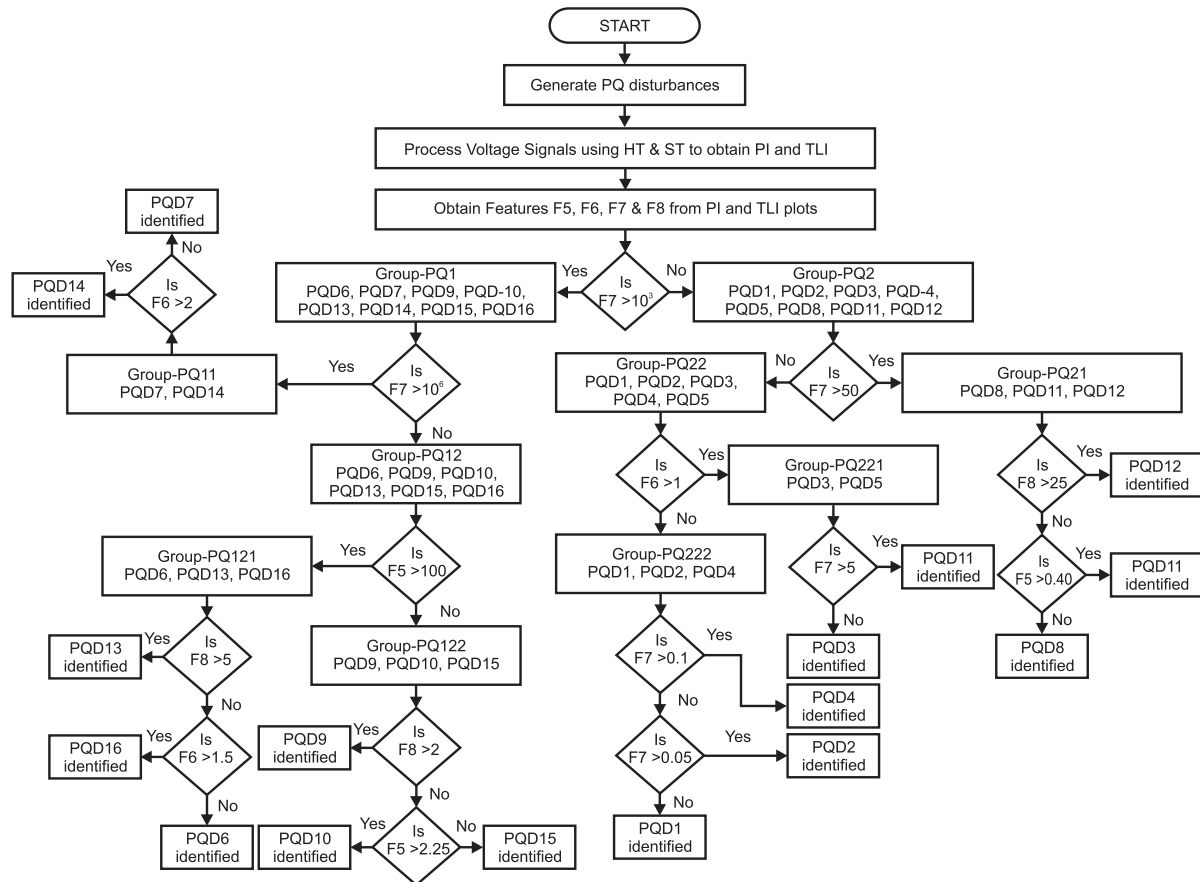 START
Generate PQ disturbances
Process Voltage Signals using HT & ST to obtain PI and TLI
Obtain Features F5, F6, F7 & F8 from PI and TLI plots
Is
F7 >10³
Yes
No
Group-PQ1
PQD6, PQD7, PQD9, PQD-10,
PQD13, PQD14, PQD15, PQD16
Group-PQ2
PQD1, PQD2, PQD3, PQD-4,
PQD5, PQD8, PQD11, PQD12
PQD7
identified
No
Is
F6 >2
Yes
PQD14
identified
Group-PQ11
PQD7, PQD14
Yes
Is
F7 >10⁶
No
Group-PQ12
PQD6, PQD9, PQD10,
PQD13, PQD15, PQD16
Is
F5 >100
Yes
No
Group-PQ121
PQD6, PQD13, PQD16
Is
F8 >5
Yes
PQD13
identified
No
Is
F6 >1.5
Yes
PQD16
identified
No
PQD6
identified
Group-PQ122
PQD9, PQD10, PQD15
Is
F8 >2
Yes
PQD9
identified
No
Is
F5 >2.25
Yes
PQD10
identified
No
PQD15
identified
Is
F7 >50
No
Yes
Group-PQ22
PQD1, PQD2, PQD3,
PQD4, PQD5
Group-PQ21
PQD8, PQD11, PQD12
Is
F6 >1
Yes
No
Group-PQ221
PQD3, PQD5
Is
F7 >5
Yes
PQD11
identified
No
PQD3
identified
Group-PQ222
PQD1, PQD2, PQD4
Is
F7 >0.1
Yes
PQD4
identified
No
Is
F7 >0.05
Yes
PQD2
identified
No
PQD1
identified
Is
F8 >25
Yes
PQD12
identified
No
Is
F5 >0.40
Yes
PQD11
identified
No
PQD8
identified